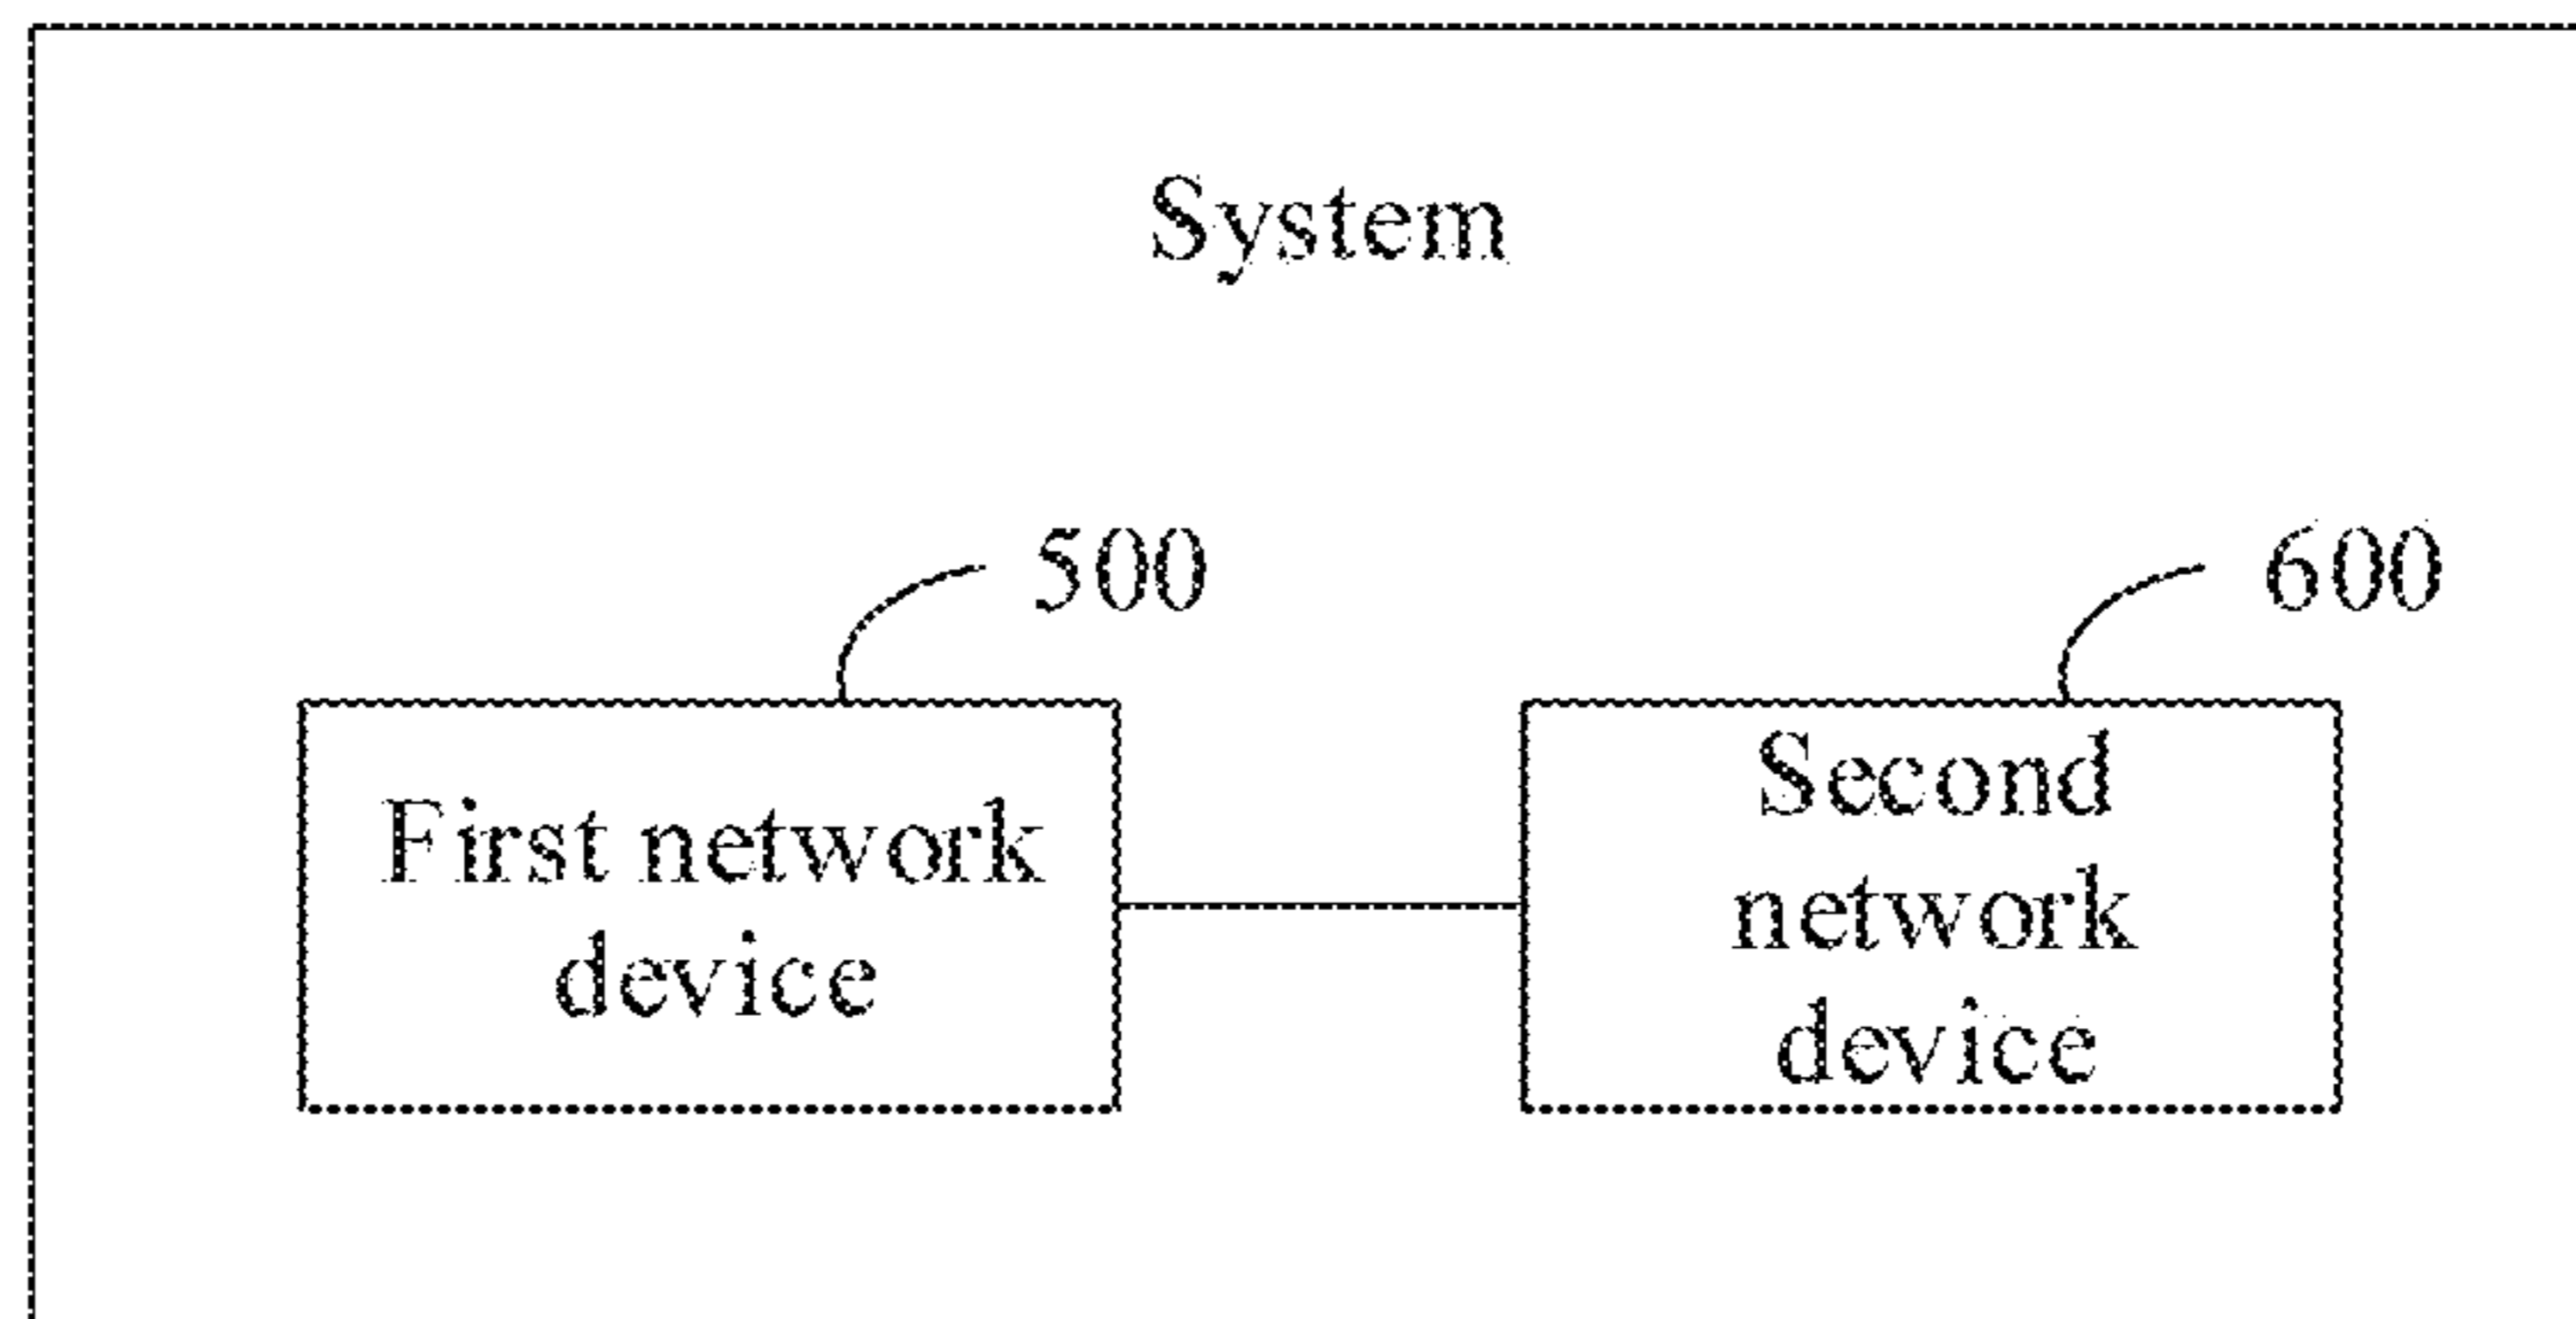 System
500
600
First network
device
Second
network
device